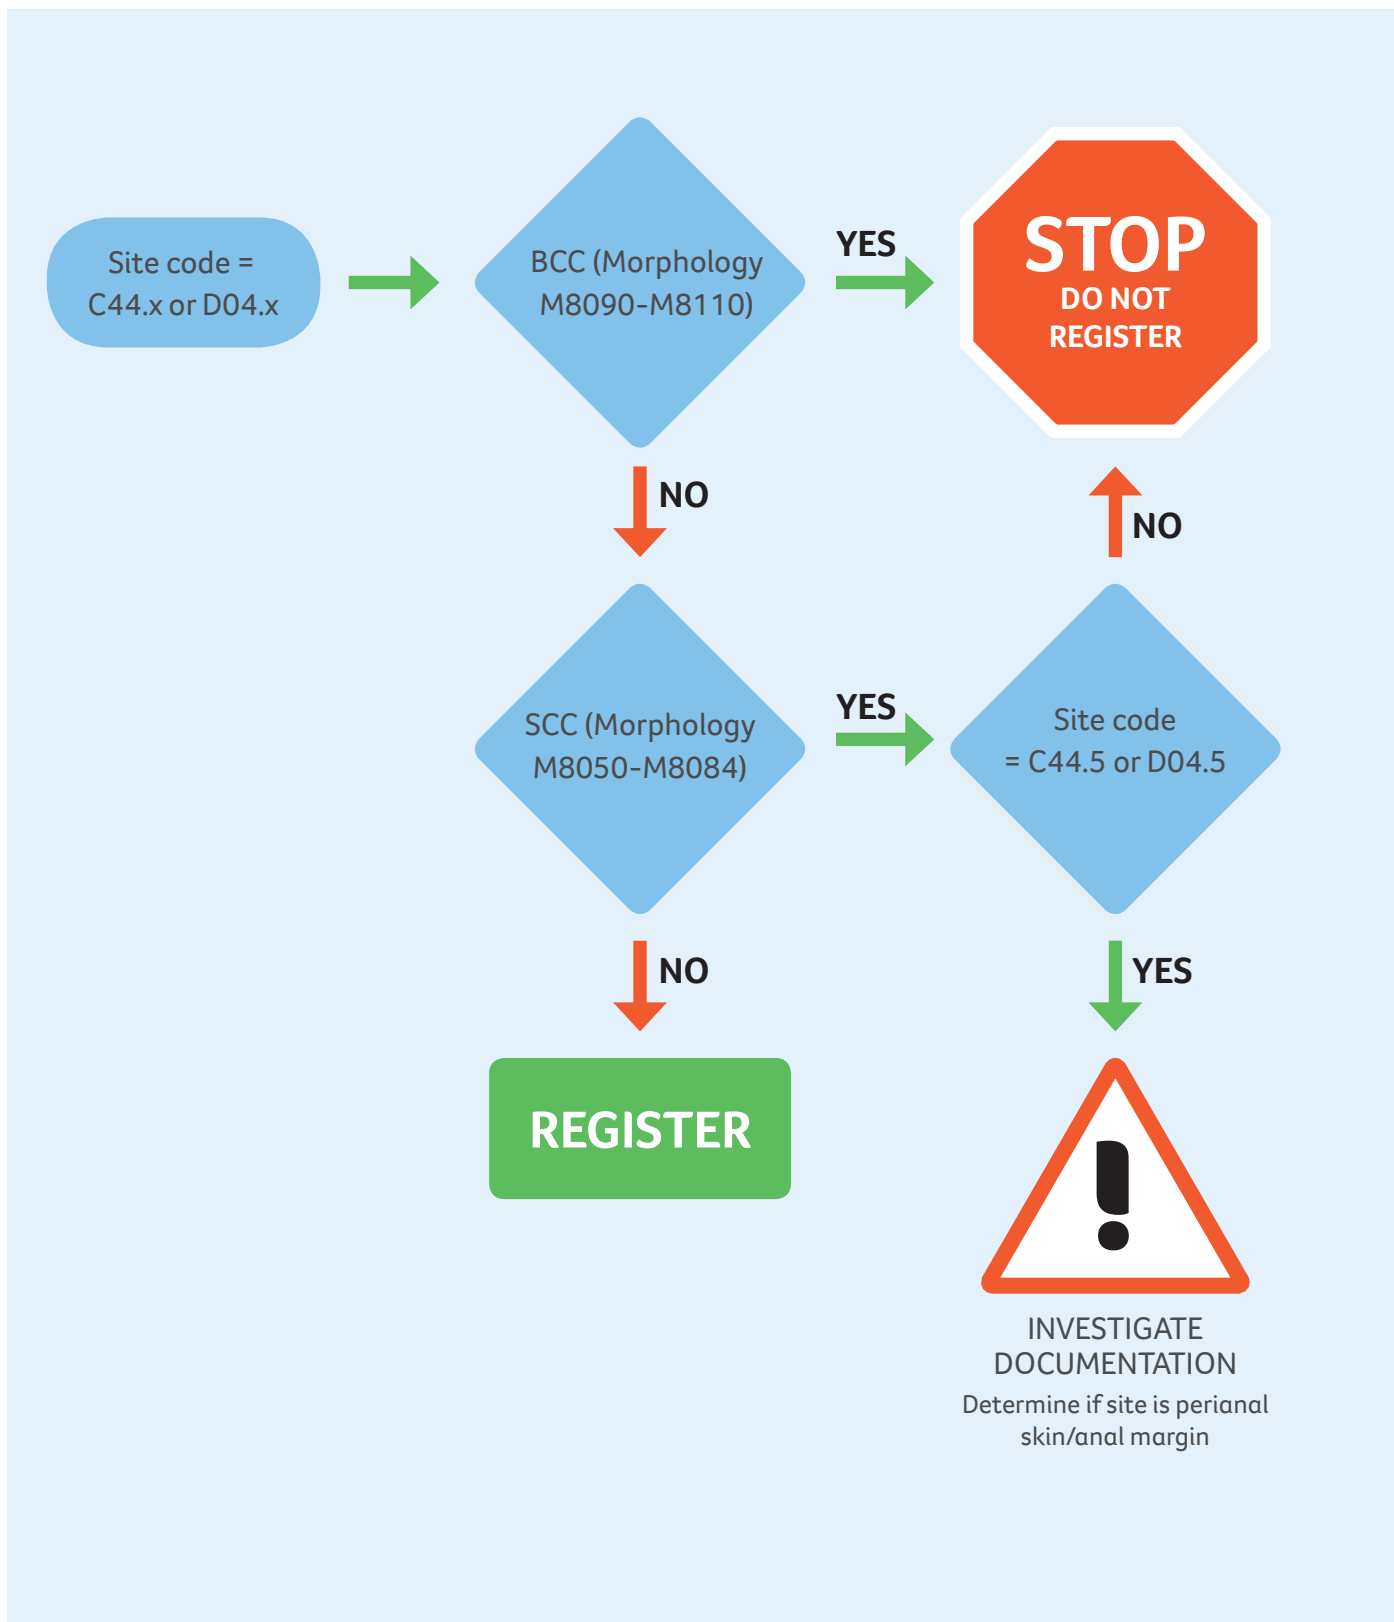 Site code =
C44.x or D04.x
BCC (Morphology
M8090-M8110)
YES
STOP
DO NOT
REGISTER
NO
NO
SCC (Morphology
M8050-M8084)
YES
Site code
= C44.5 or D04.5
NO
YES
REGISTER
!
INVESTIGATE
DOCUMENTATION
Determine if site is perianal
skin/anal margin